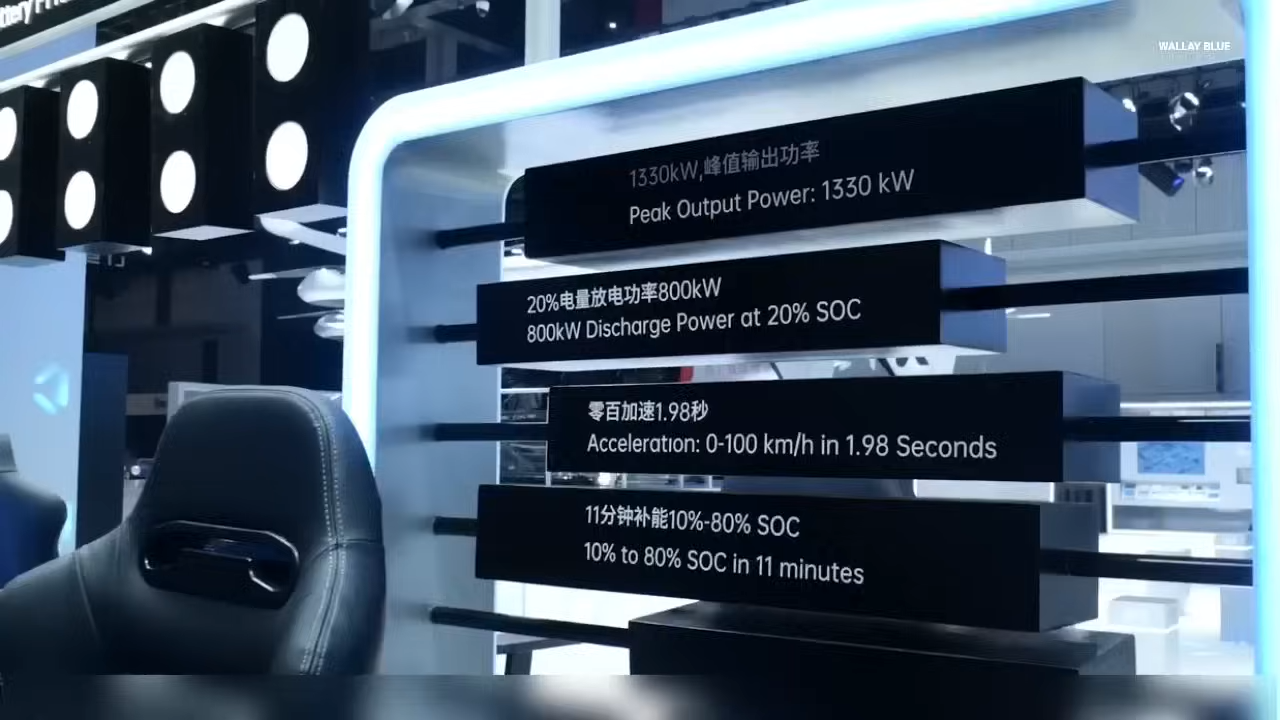 WALLAY BLUE
1330kW,峰值输出功率
Peak Output Power: 1330 kW
20%电量放电功率800kW
800kW Discharge Power at 20% SOC
零百加速1.98秒
Acceleration: 0-100 km/h in 1.98 Seconds
11分钟补能10%-80% SOC
10% to 80% SOC in 11 minutes